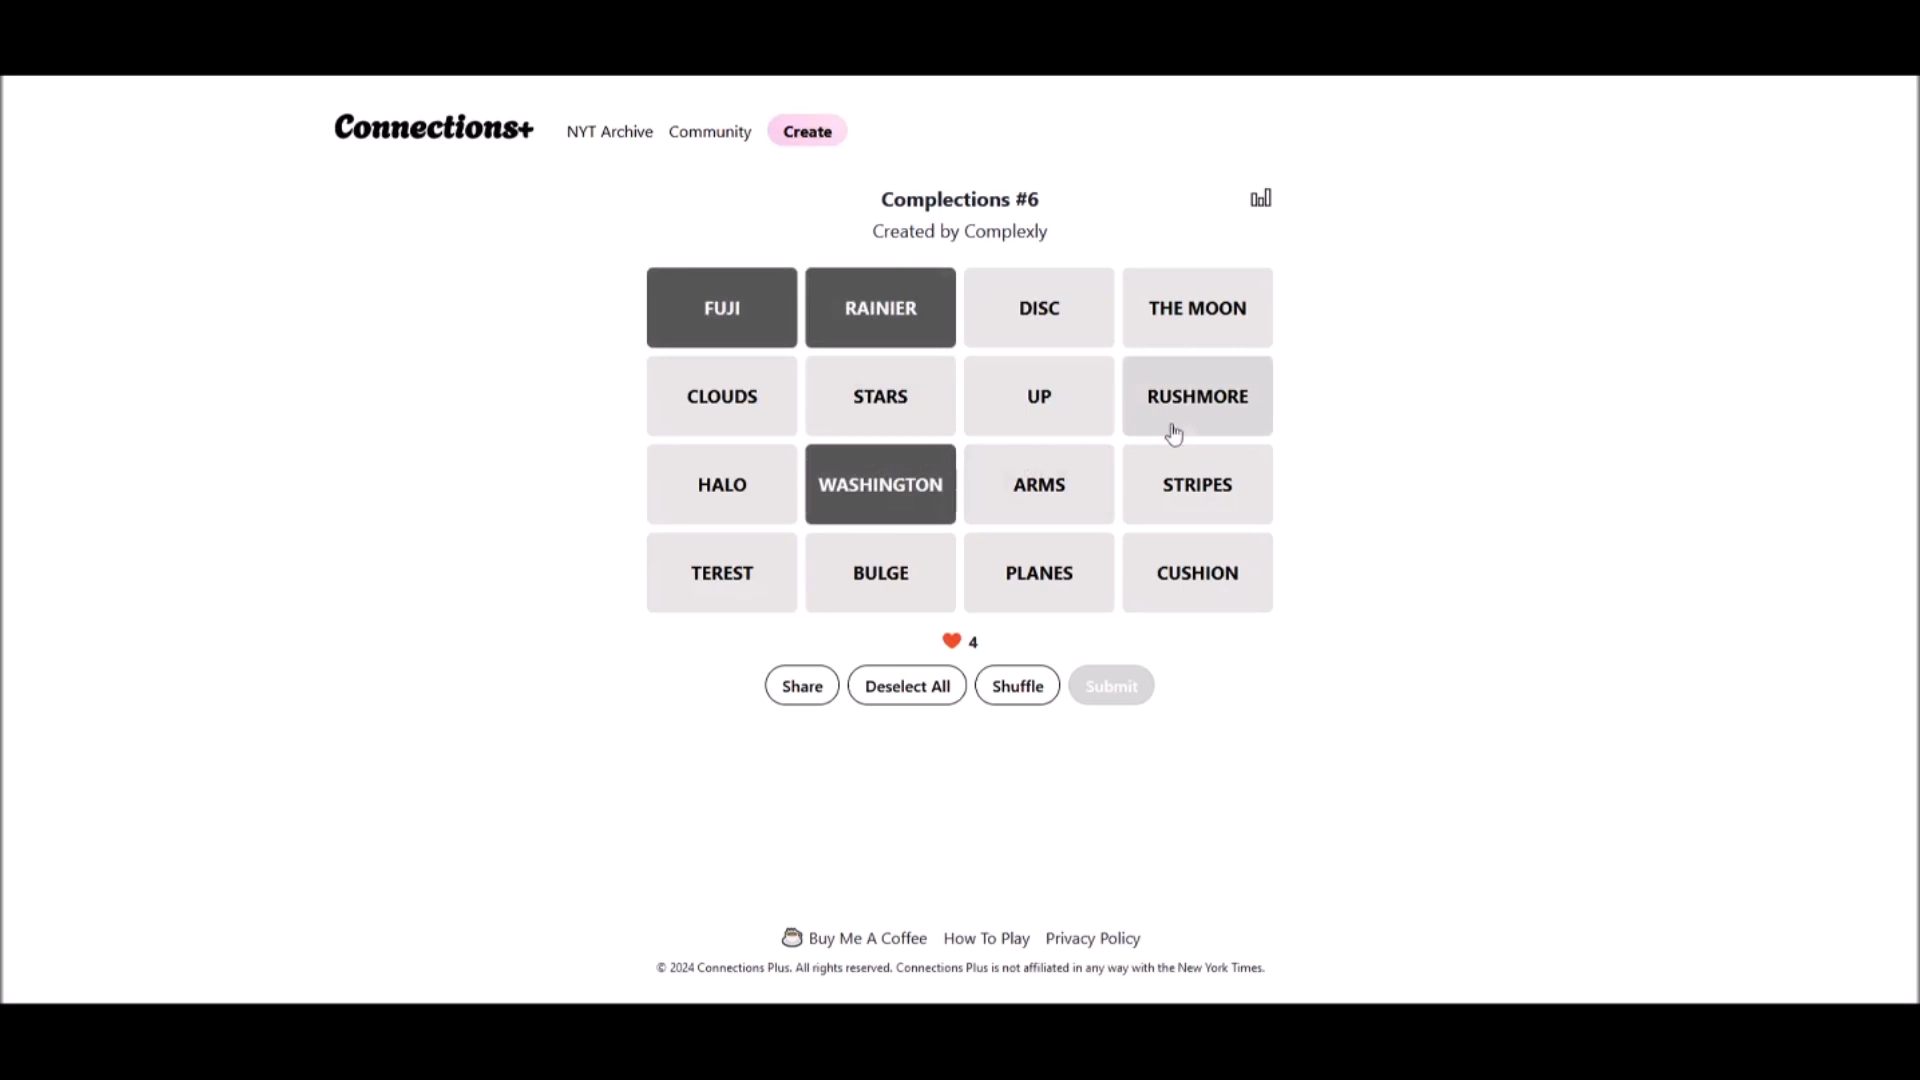 Connections+ NYT Archive Community Create
Complections #6
Created by Complexly
FUJI RAINIER DISC THE MOON
CLOUDS STARS UP RUSHMORE
HALO WASHINGTON ARMS STRIPES
TEREST BULGE PLANES CUSHION
4
Share Deselect All Shuffle Submit
Buy Me A Coffee How To Play Privacy Policy
© 2024 Connections Plus. All rights reserved. Connections Plus is not affiliated in any way with the New York Times.